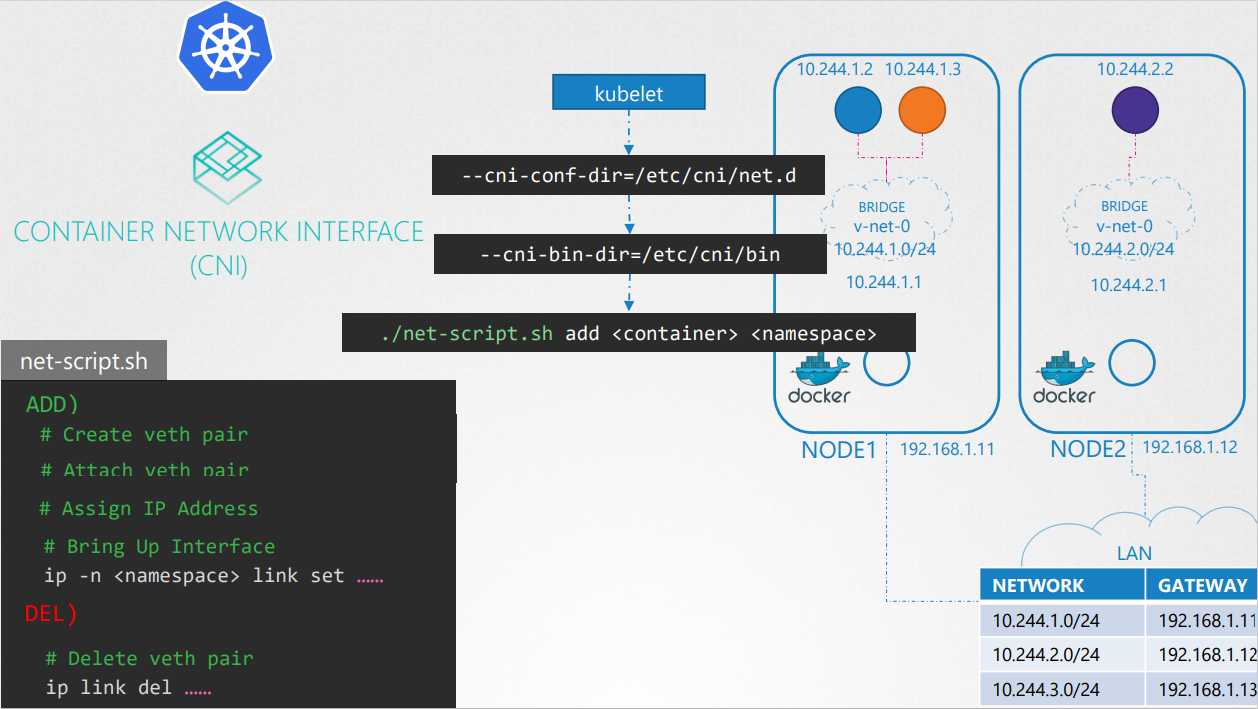 CONTAINER NETWORK INTERFACE
(CNI)
kubelet
--cni-conf-dir=/etc/cni/net.d
--cni-bin-dir=/etc/cni/bin
./net-script.sh add <container> <namespace>
net-script.sh
ADD)
# Create veth pair
# Attach veth pair
# Assign IP Address
# Bring Up Interface
ip -n <namespace> link set ……
DEL)
# Delete veth pair
ip link del ……
10.244.1.2 10.244.1.3
BRIDGE
v-net-0
10.244.1.0/24
10.244.1.1
docker
NODE1 192.168.1.11
10.244.2.2
BRIDGE
v-net-0
10.244.2.0/24
10.244.2.1
docker
NODE2 192.168.1.12
LAN
NETWORK GATEWAY
10.244.1.0/24 192.168.1.11
10.244.2.0/24 192.168.1.12
10.244.3.0/24 192.168.1.13